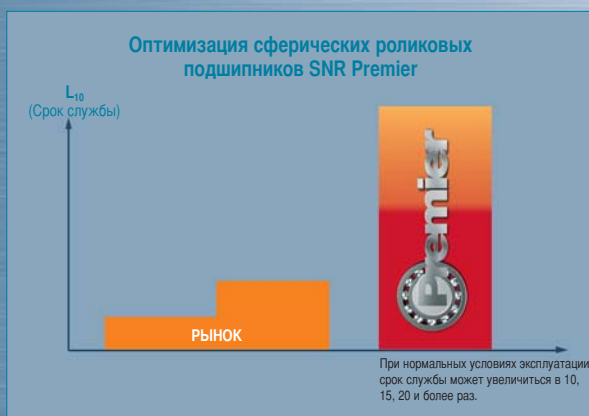 Оптимизация сферических роликовых
подшипников SNR Premier
L₁₀
(Срок службы)
РЫНОК
Premier
При нормальных условиях эксплуатации
срок службы может увеличиться в 10,
15, 20 и более раз.